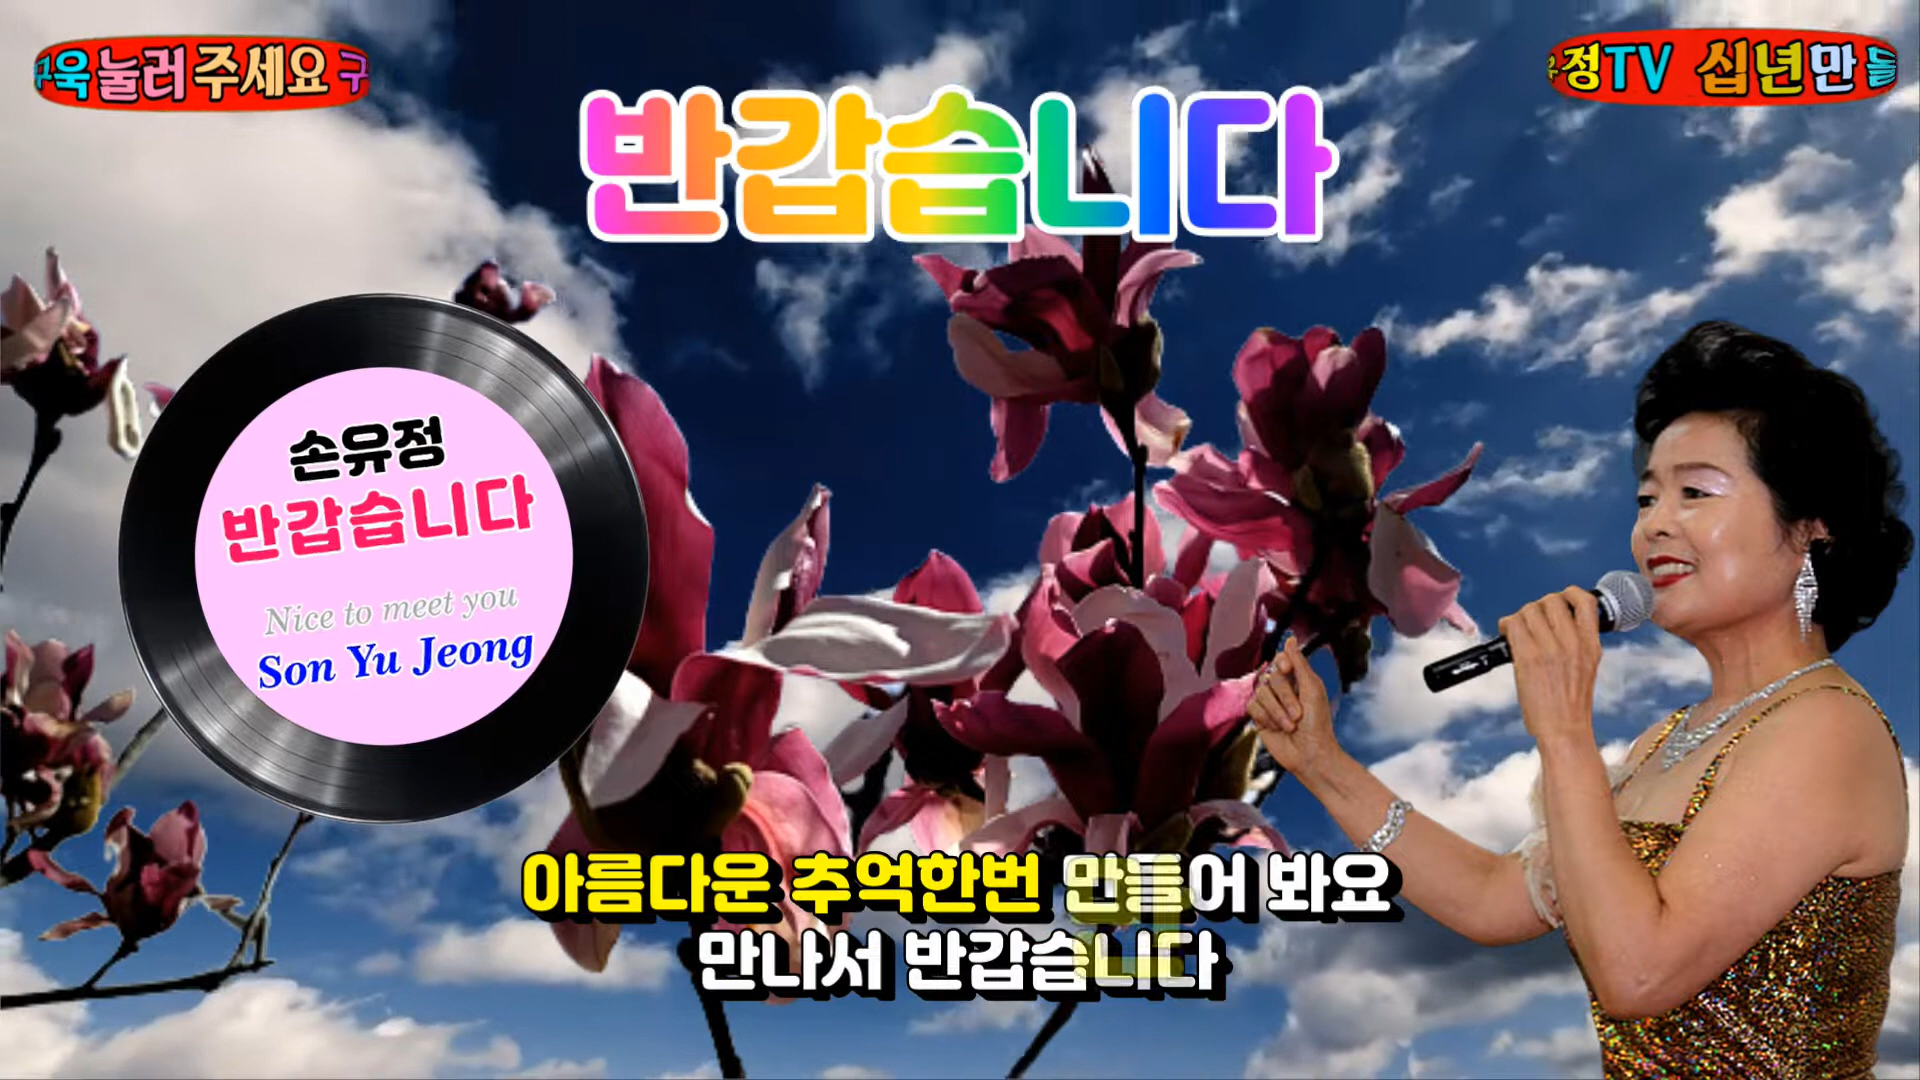 욱 눌러 주세요 구
정TV 십년만
반갑습니다
손유정
반갑습니다
Nice to meet you
Son Yu Jeong
아름다운 추억한번 만들어 봐요
만나서 반갑습니다